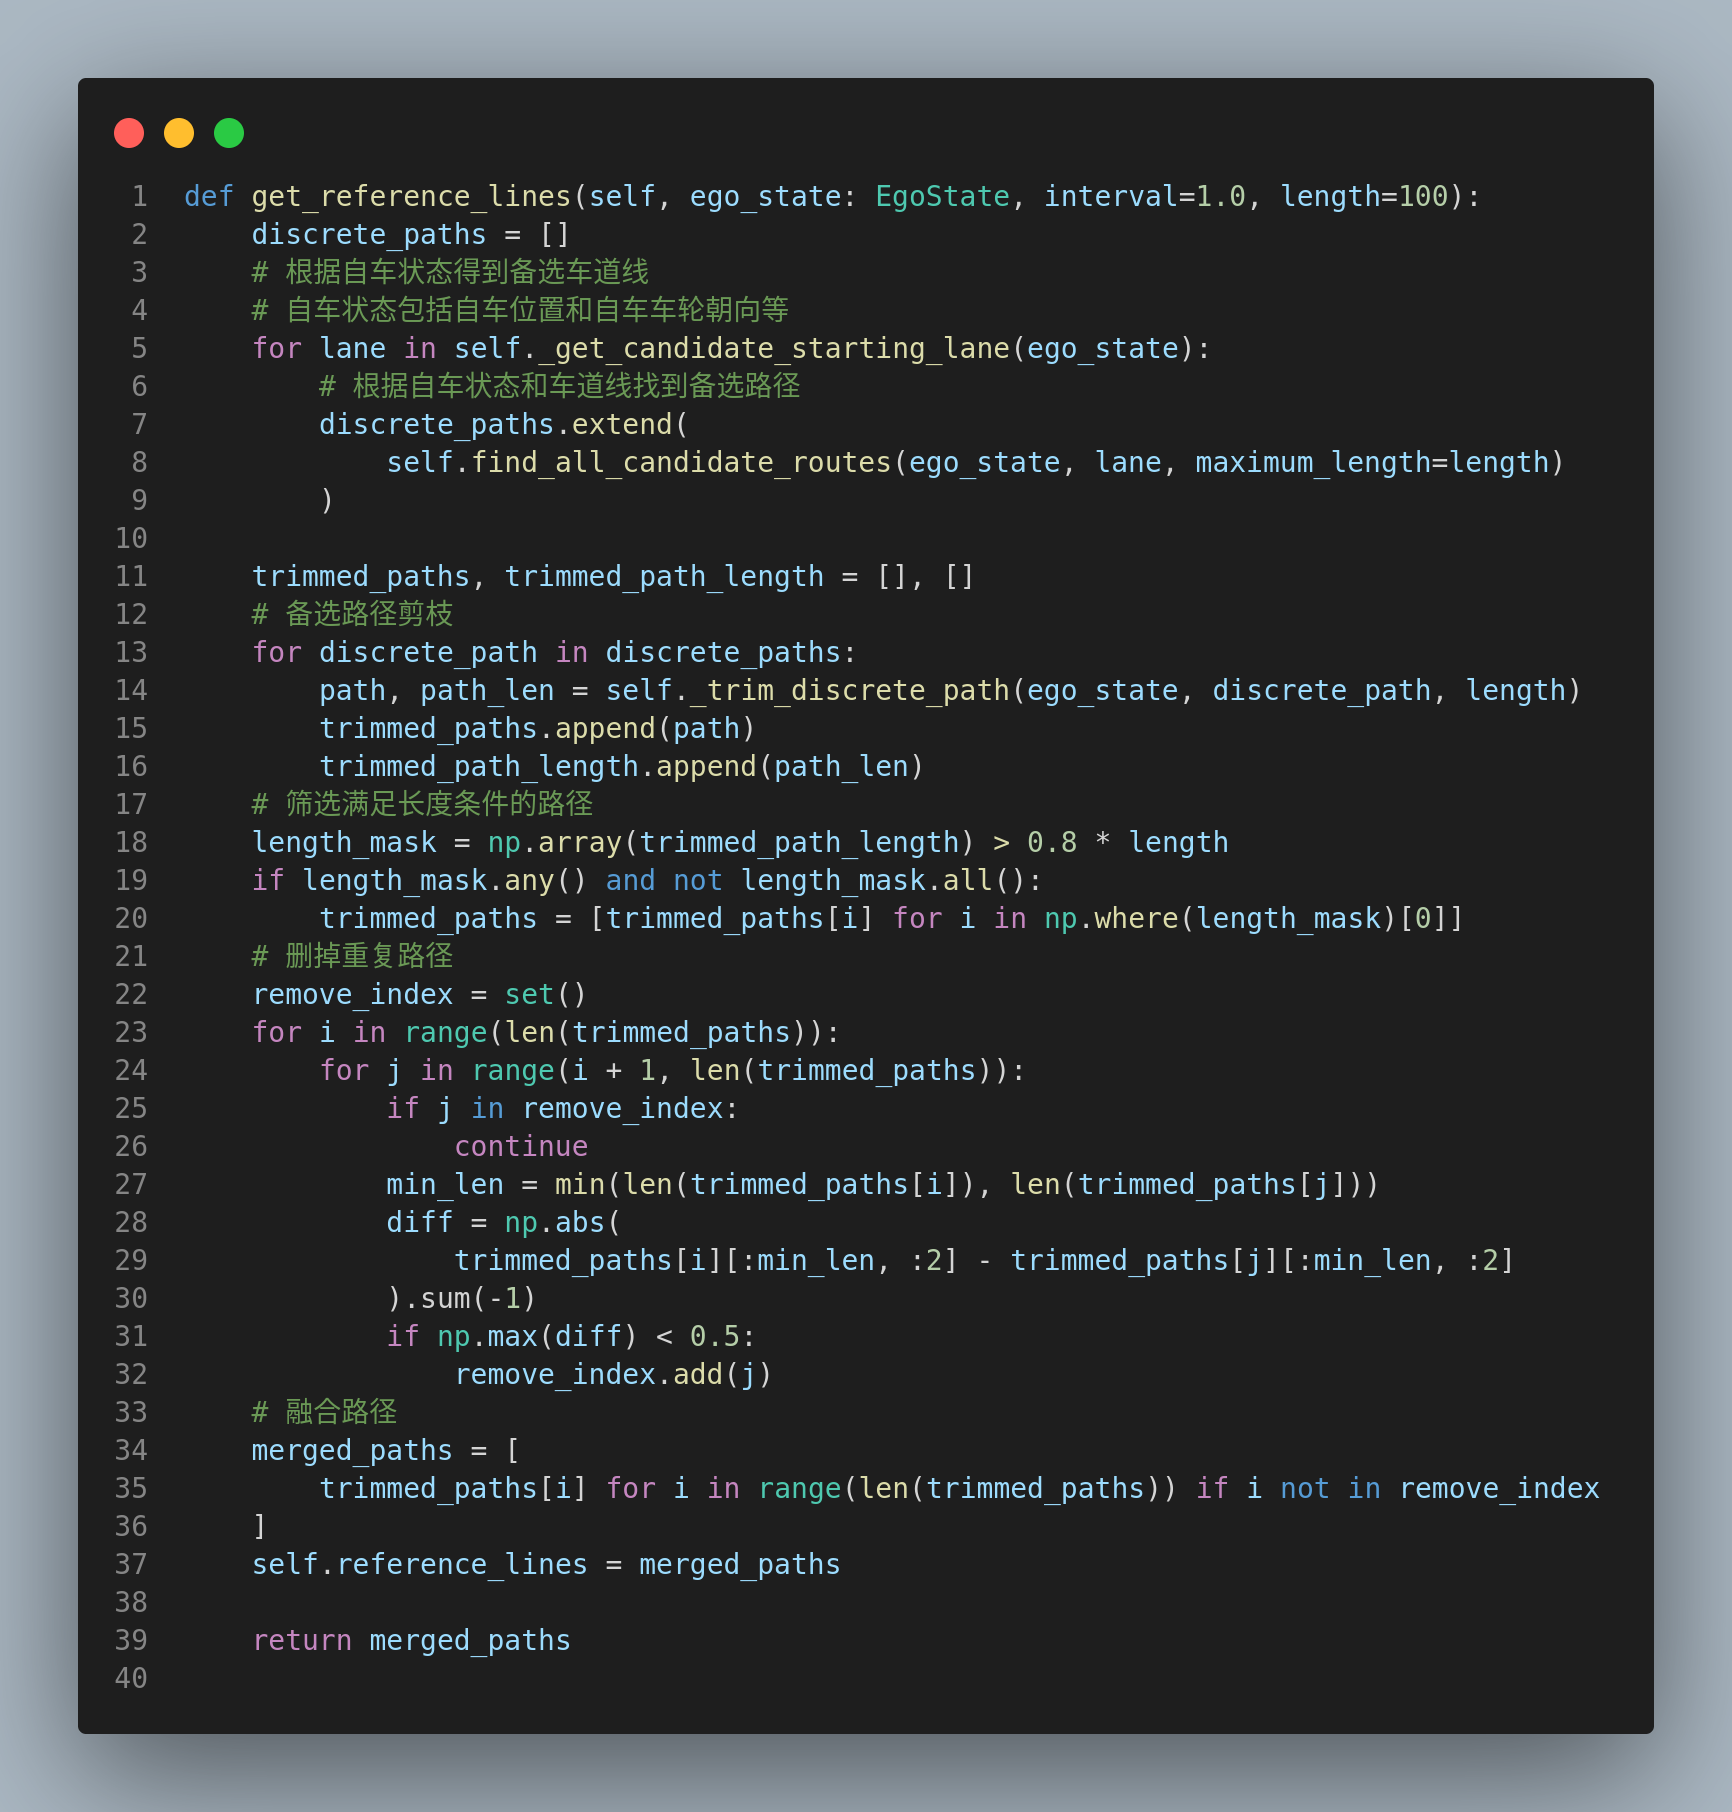 1 def get_reference_lines(self, ego_state: EgoState, interval=1.0, length=100):
2     discrete_paths = []
3     # 根据自车状态得到备选车道线
4     # 自车状态包括自车位置和自车车轮朝向等
5     for lane in self._get_candidate_starting_lane(ego_state):
6         # 根据自车状态和车道线找到备选路径
7         discrete_paths.extend(
8             self.find_all_candidate_routes(ego_state, lane, maximum_length=length)
9         )
10
11     trimmed_paths, trimmed_path_length = [], []
12     # 备选路径剪枝
13     for discrete_path in discrete_paths:
14         path, path_len = self._trim_discrete_path(ego_state, discrete_path, length)
15         trimmed_paths.append(path)
16         trimmed_path_length.append(path_len)
17     # 筛选满足长度条件的路径
18     length_mask = np.array(trimmed_path_length) > 0.8 * length
19     if length_mask.any() and not length_mask.all():
20         trimmed_paths = [trimmed_paths[i] for i in np.where(length_mask)[0]]
21     # 删掉重复路径
22     remove_index = set()
23     for i in range(len(trimmed_paths)):
24         for j in range(i + 1, len(trimmed_paths)):
25             if j in remove_index:
26                 continue
27             min_len = min(len(trimmed_paths[i]), len(trimmed_paths[j]))
28             diff = np.abs(
29                 trimmed_paths[i][:min_len, :2] - trimmed_paths[j][:min_len, :2]
30             ).sum(-1)
31             if np.max(diff) < 0.5:
32                 remove_index.add(j)
33     # 融合路径
34     merged_paths = [
35         trimmed_paths[i] for i in range(len(trimmed_paths)) if i not in remove_index
36     ]
37     self.reference_lines = merged_paths
38
39     return merged_paths
40